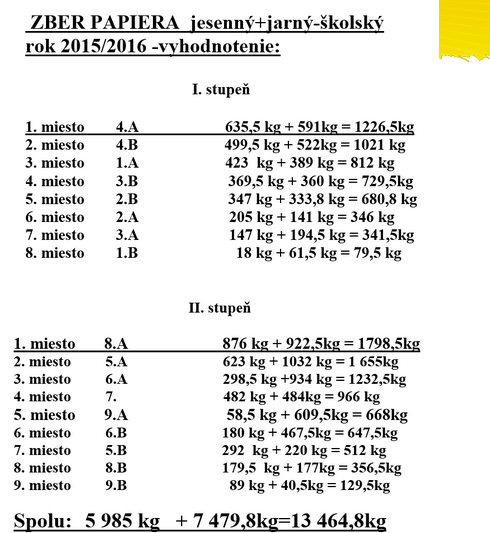 ZBER PAPIERA jesenný+jarný-školský
rok 2015/2016 -vyhodnotenie:
I. stupeň
1. miesto 4.A 635,5 kg + 591kg = 1226,5kg
2. miesto 4.B 499,5 kg + 522kg = 1021 kg
3. miesto 1.A 423 kg + 389 kg = 812 kg
4. miesto 3.B 369,5 kg + 360 kg = 729,5kg
5. miesto 2.B 347 kg + 333,8 kg = 680,8 kg
6. miesto 2.A 205 kg + 141 kg = 346 kg
7. miesto 3.A 147 kg + 194,5 kg = 341,5kg
8. miesto 1.B 18 kg + 61,5 kg = 79,5 kg
II. stupeň
1. miesto 8.A 876 kg + 922,5kg = 1798,5kg
2. miesto 5.A 623 kg + 1032 kg = 1 655kg
3. miesto 6.A 298,5 kg +934 kg = 1232,5kg
4. miesto 7. 482 kg + 484kg = 966 kg
5. miesto 9.A 58,5 kg + 609,5kg = 668kg
6. miesto 6.B 180 kg + 467,5kg = 647,5kg
7. miesto 5.B 292 kg + 220 kg = 512 kg
8. miesto 8.B 179,5 kg + 177kg = 356,5kg
9. miesto 9.B 89 kg + 40,5kg = 129,5kg
Spolu: 5 985 kg + 7 479,8kg=13 464,8kg